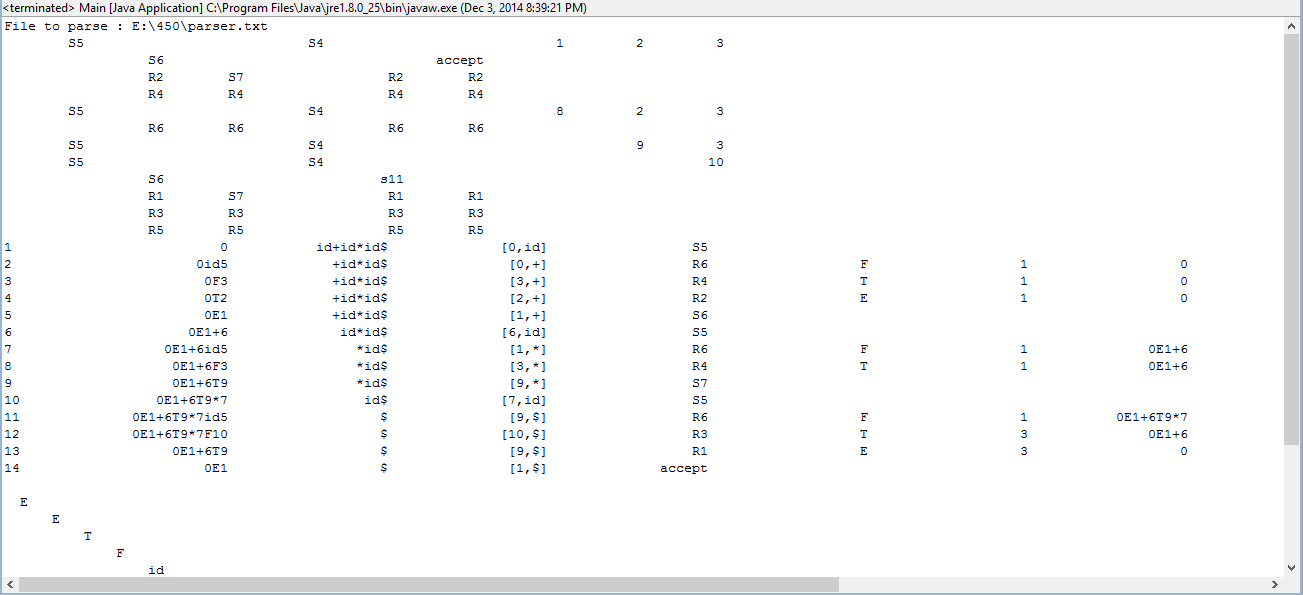 <terminated> Main [Java Application] C:\Program Files\Java\jre1.8.0_25\bin\javaw.exe (Dec 3, 2014 8:39:21 PM)
File to parse : E:\450\parser.txt
S5 S4 1 2 3
S6 accept
R2 S7 R2 R2
R4 R4 R4 R4
S5 S4 8 2 3
R6 R6 R6 R6
S5 S4 9 3
S5 S4 10
S6 s11
R1 S7 R1 R1
R3 R3 R3 R3
R5 R5 R5 R5
1 0 id+id*id$ [0,id] S5
2 0id5 +id*id$ [0,+] R6 F 1 0
3 0F3 +id*id$ [3,+] R4 T 1 0
4 0T2 +id*id$ [2,+] R2 E 1 0
5 0E1 +id*id$ [1,+] S6
6 0E1+6 id*id$ [6,id] S5
7 0E1+6id5 *id$ [1,*] R6 F 1 0E1+6
8 0E1+6F3 *id$ [3,*] R4 T 1 0E1+6
9 0E1+6T9 *id$ [9,*] S7
10 0E1+6T9*7 id$ [7,id] S5
11 0E1+6T9*7id5 $ [9,$] R6 F 1 0E1+6T9*7
12 0E1+6T9*7F10 $ [10,$] R3 T 3 0E1+6
13 0E1+6T9 $ [9,$] R1 E 3 0
14 0E1 $ [1,$] accept
E
E
T
F
id